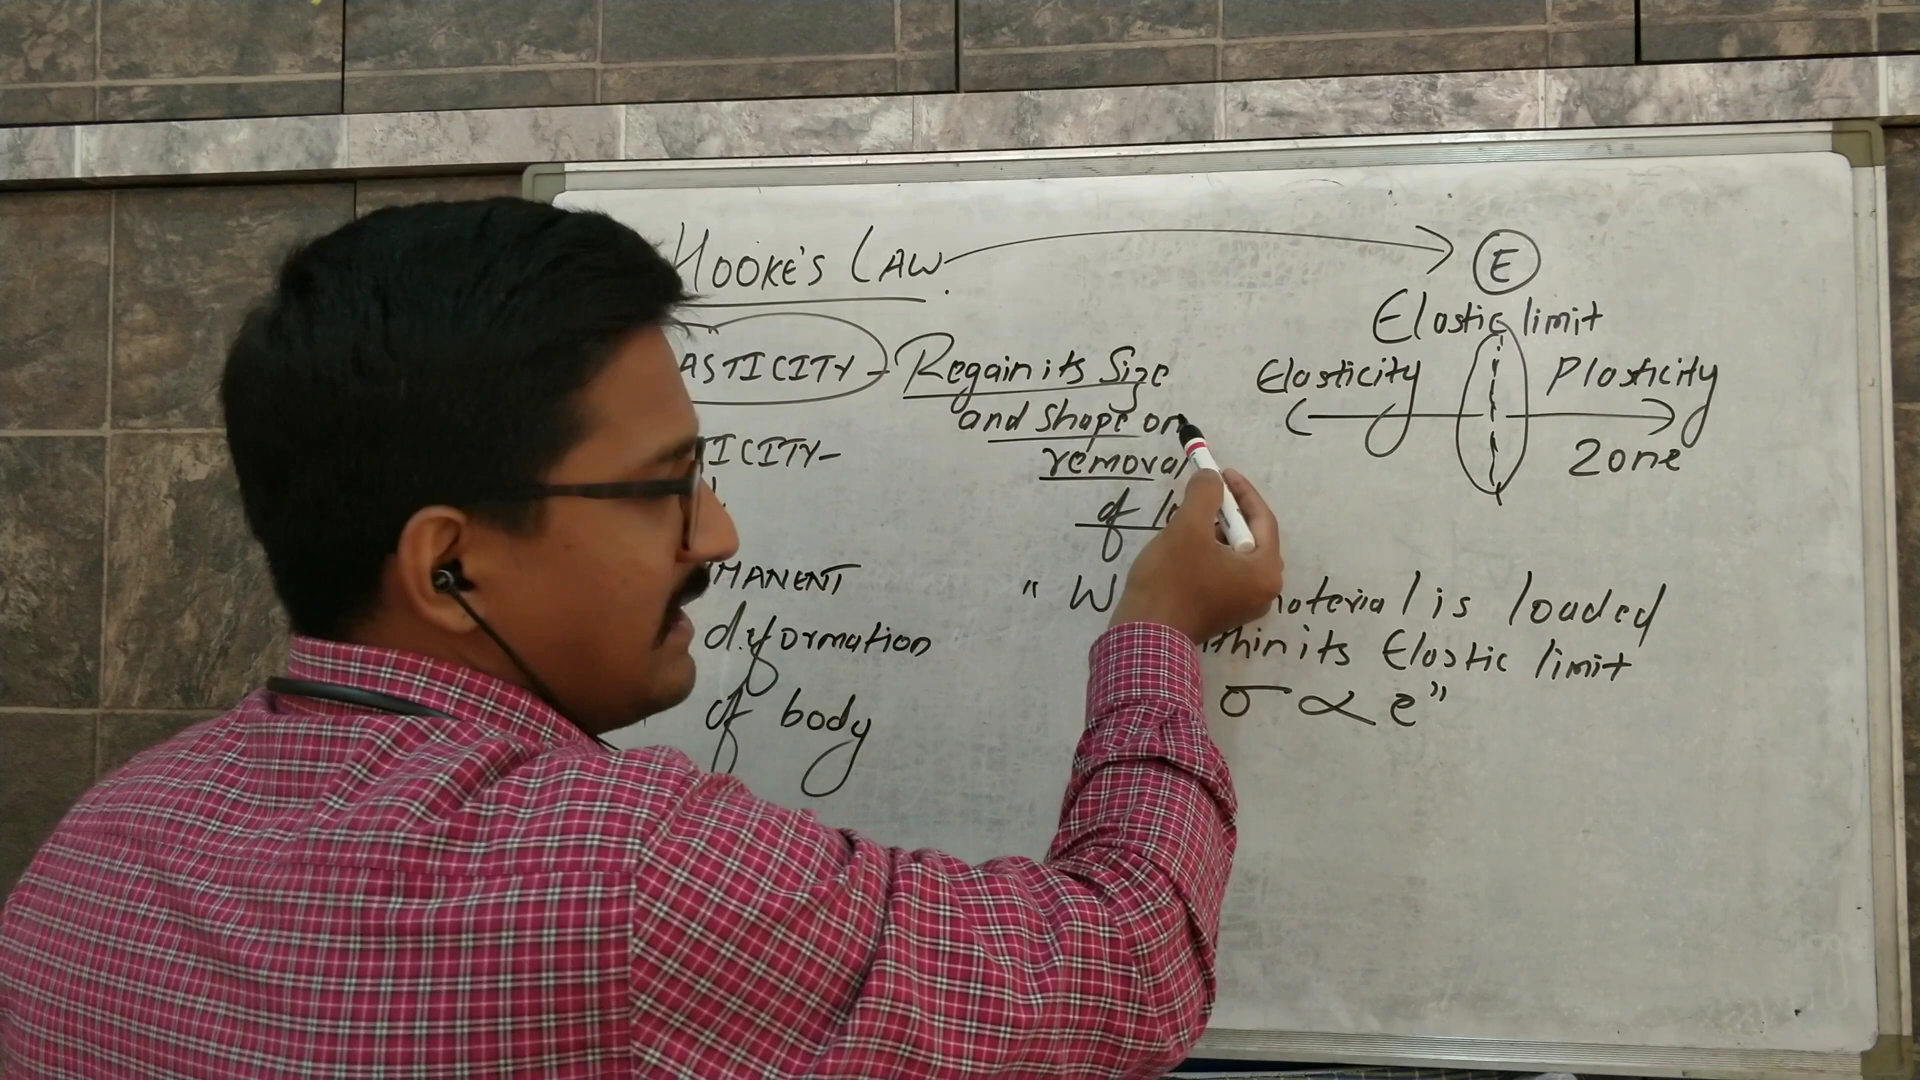 HOOKE'S LAW
E
Elastic limit
ASTICITY - Regain its Size
and shape on
removal
of
Elasticity
Plasticity
Zone
TICITY-
MANENT
deformation
of body
" W material is loaded
thin its Elastic limit
σ ∝ e"